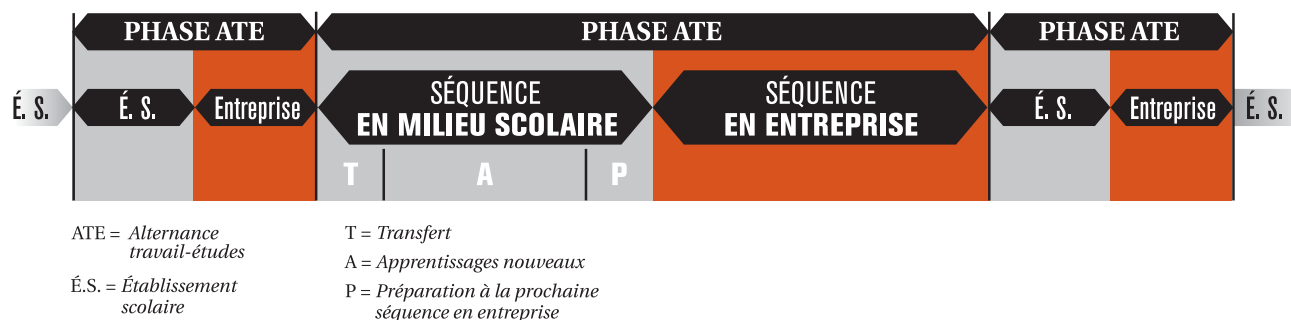 PHASE ATE
PHASE ATE
PHASE ATE
É. S.
É. S.
Entreprise
SÉQUENCE
EN MILIEU SCOLAIRE
SÉQUENCE
EN ENTREPRISE
É. S.
Entreprise
É. S.
T
A
P
ATE = Alternance
travail-études
É.S. = Établissement
scolaire
T = Transfert
A = Apprentissages nouveaux
P = Préparation à la prochaine
séquence en entreprise